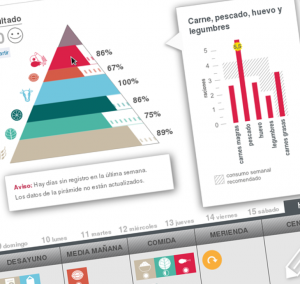 ultado
86%
67%
100%
86%
75%
89%
Aviso: Hay días sin registro en la última semana.
Los datos de la pirámide no están actualizados.
Carne, pescado, huevo y
legumbres
raciones
5
4
3
2
1
0
5,5
carnes magras
pescado
huevo
legumbres
carnes grasas
consumo semanal
recomendado
domingo
10 lunes
11 martes
12 miércoles
13 jueves
14 viernes
15 sábado
DESAYUNO
MEDIA MAÑANA
COMIDA
MERIENDA
CEN